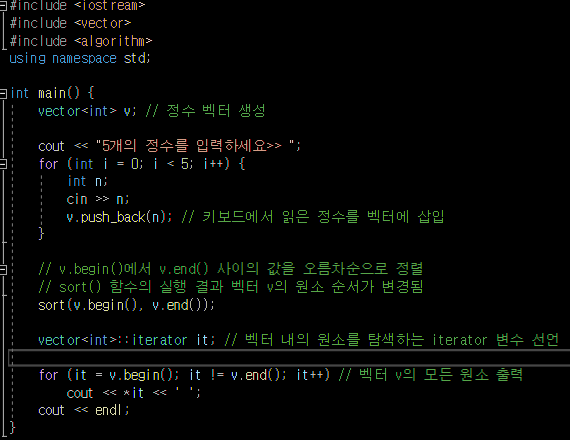 #include <iostream>
#include <vector>
#include <algorithm>
using namespace std;
int main() {
vector<int> v; // 정수 벡터 생성
cout << "5개의 정수를 입력하세요>> ";
for (int i = 0; i < 5; i++) {
int n;
cin >> n;
v.push_back(n); // 키보드에서 읽은 정수를 벡터에 삽입
}
// v.begin()에서 v.end() 사이의 값을 오름차순으로 정렬
// sort() 함수의 실행 결과 벡터 v의 원소 순서가 변경됨
sort(v.begin(), v.end());
vector<int>::iterator it; // 벡터 내의 원소를 탐색하는 iterator 변수 선언
for (it = v.begin(); it != v.end(); it++) // 벡터 v의 모든 원소 출력
cout << *it << ' ';
cout << endl;
}